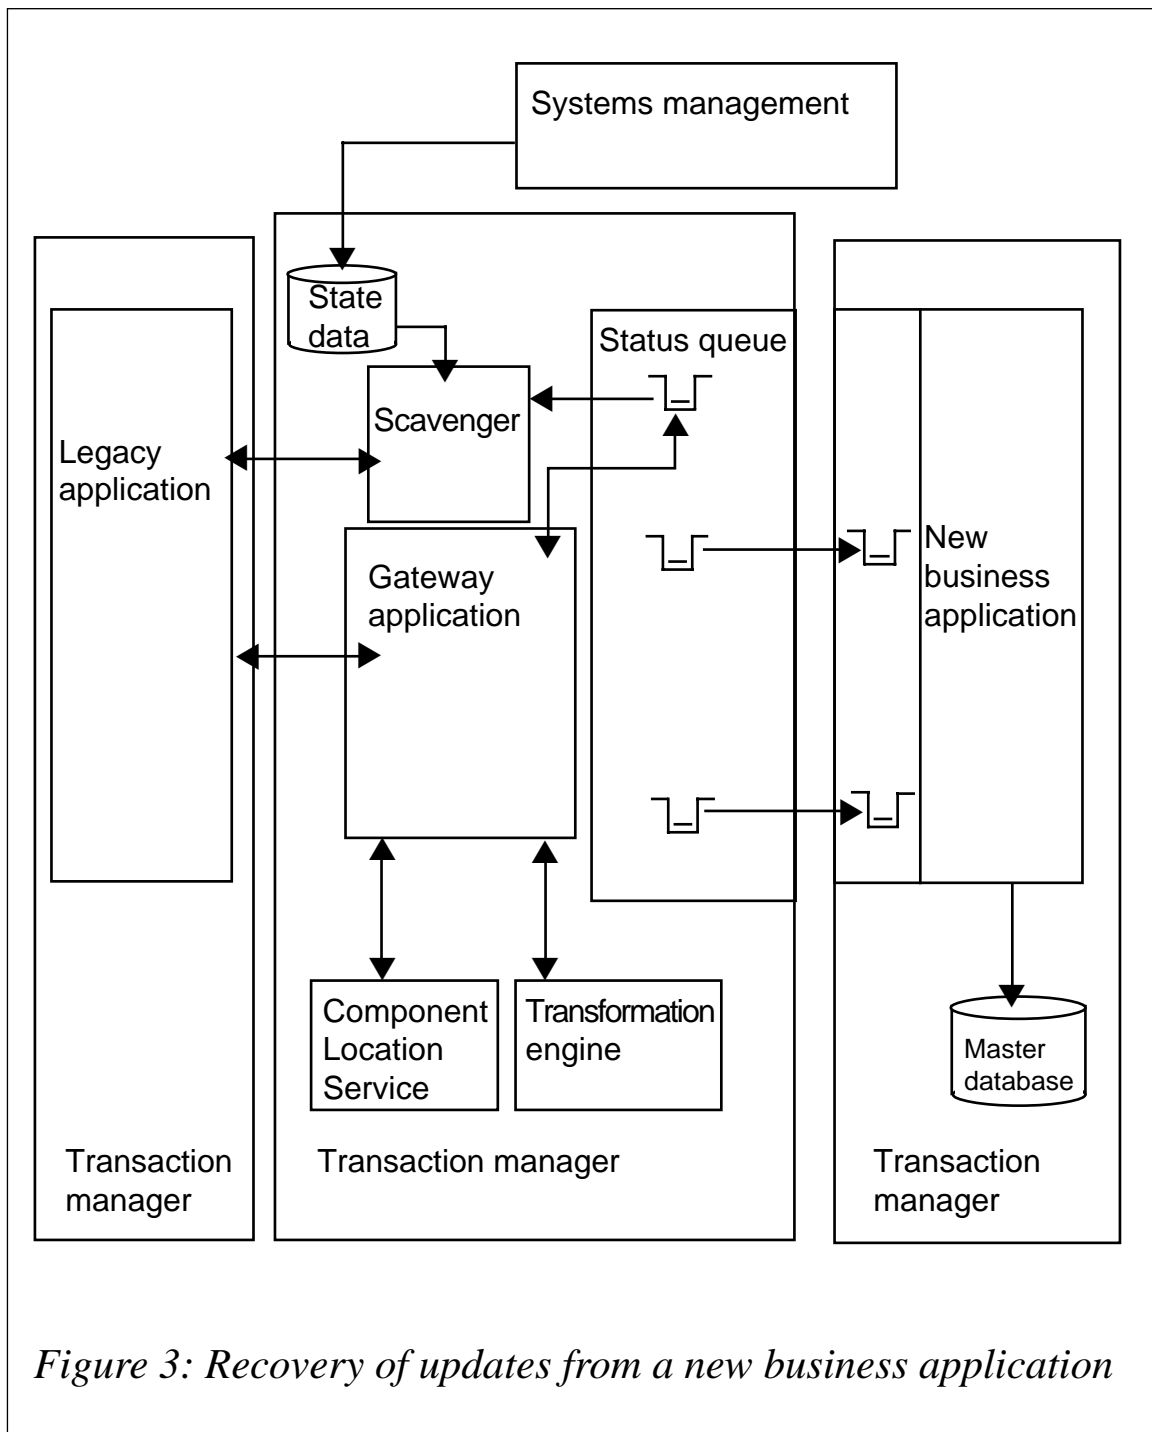 Systems management
State
data
Status queue
Scavenger
Legacy
application
New
business
application
Gateway
application
Component
Location
Service
Transformation
engine
Master
database
Transaction
manager
Transaction manager
Transaction
manager
Figure 3: Recovery of updates from a new business application